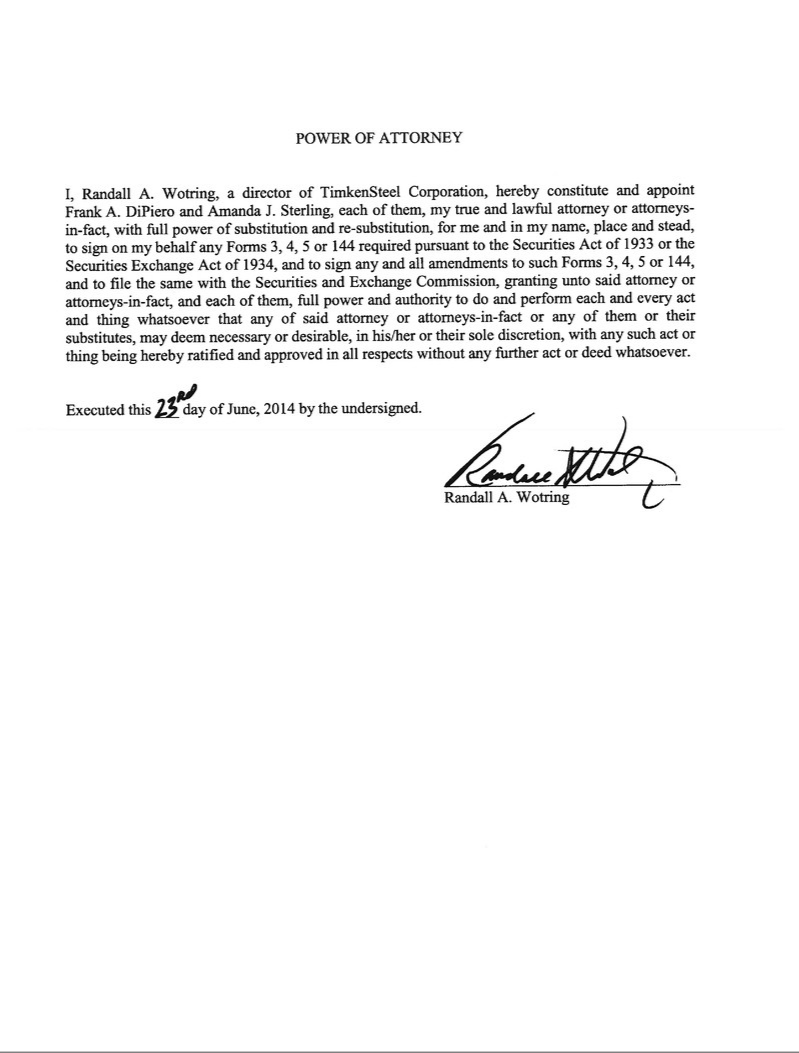 POWER OF ATTORNEY
I, Randall A. Wotring, a director of TimkenSteel Corporation, hereby constitute and appoint
Frank A. DiPiero and Amanda J. Sterling, each of them, my true and lawful attorney or attorneys-
in-fact, with full power of substitution and re-substitution, for me and in my name, place and stead,
to sign on my behalf any Forms 3, 4, 5 or 144 required pursuant to the Securities Act of 1933 or the
Securities Exchange Act of 1934, and to sign any and all amendments to such Forms 3, 4, 5 or 144,
and to file the same with the Securities and Exchange Commission, granting unto said attorney or
attorneys-in-fact, and each of them, full power and authority to do and perform each and every act
and thing whatsoever that any of said attorney or attorneys-in-fact or any of them or their
substitutes, may deem necessary or desirable, in his/her or their sole discretion, with any such act or
thing being hereby ratified and approved in all respects without any further act or deed whatsoever.
Executed this 23rd day of June, 2014 by the undersigned.
Randall A. Wotring